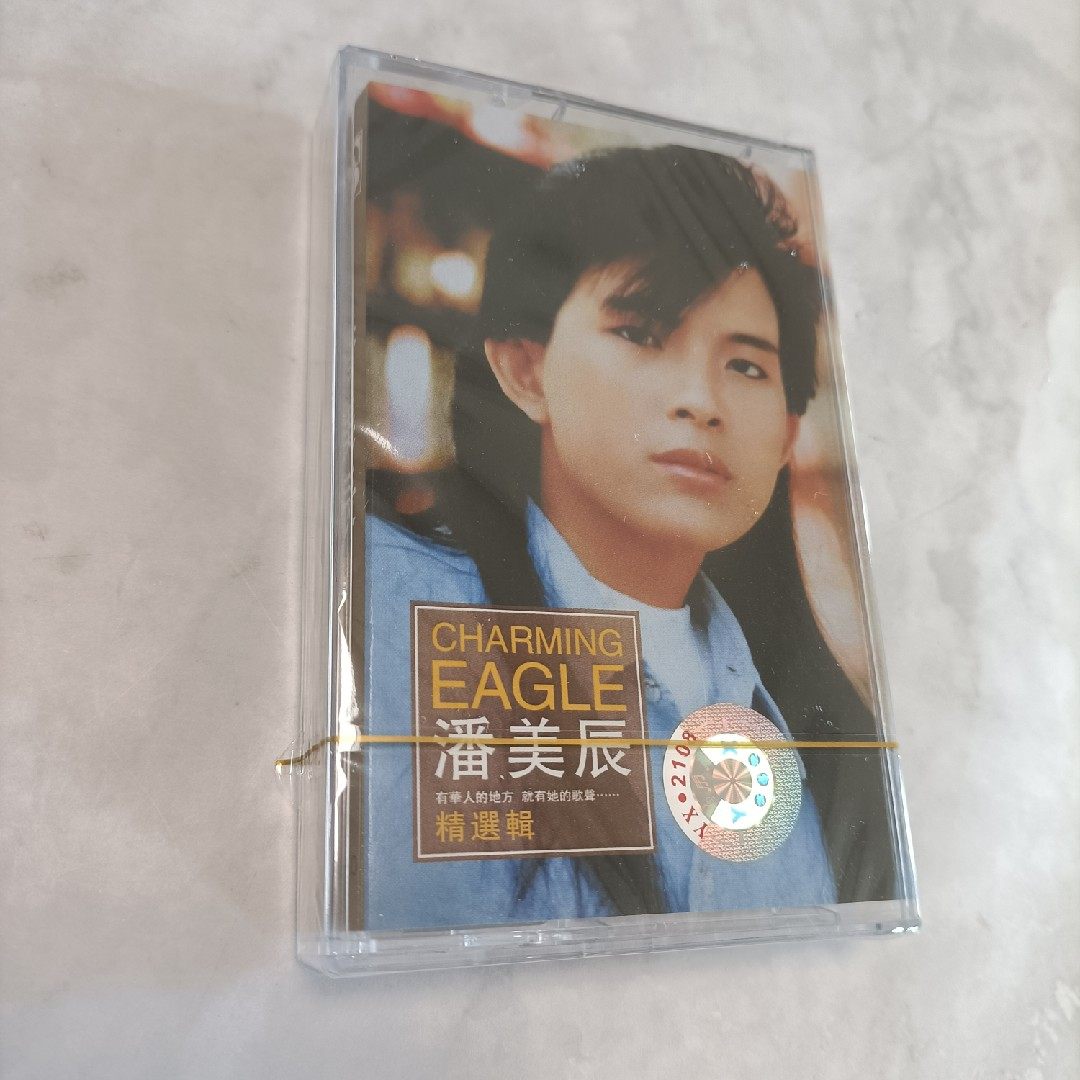 CHARMING
EAGLE
潘美辰
有華人的地方 就有她的歌聲……
精選輯
YX●2108